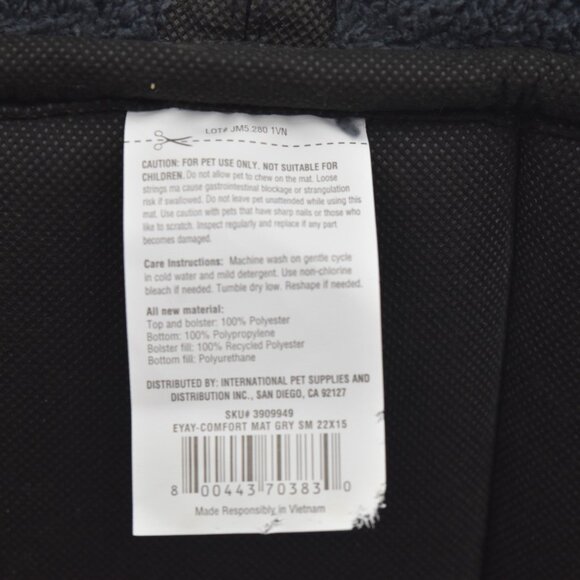 LOT# JM5.280 1VN
CAUTION: FOR PET USE ONLY. NOT SUITABLE FOR
CHILDREN. Do not allow pet to chew on the mat. Loose
strings ma cause gastrointestinal blockage or strangulation
risk if swallowed. Do not leave pet unattended while using this
mat. Use caution with pets that have sharp nails or those who
like to scratch. Inspect regularly and replace if any part
becomes damaged.
Care Instructions: Machine wash on gentle cycle
in cold water and mild detergent. Use non-chlorine
bleach if needed. Tumble dry low. Reshape if needed.
All new material:
Top and bolster: 100% Polyester
Bottom: 100% Polypropylene
Bolster fill: 100% Recycled Polyester
Bottom fill: Polyurethane
DISTRIBUTED BY: INTERNATIONAL PET SUPPLIES AND
DISTRIBUTION INC., SAN DIEGO, CA 92127
SKU# 3909949
EYAY-COMFORT MAT GRY SM 22X15
8 00443 70383 0
Made Responsibly in Vietnam